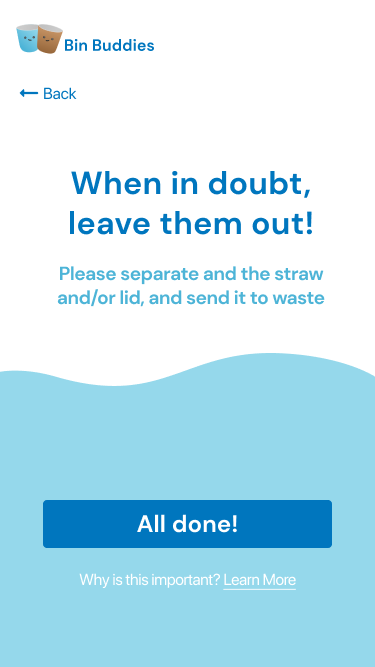 Bin Buddies
Back
When in doubt,
leave them out!
Please separate and the straw
and/or lid, and send it to waste
All done!
Why is this important? Learn More